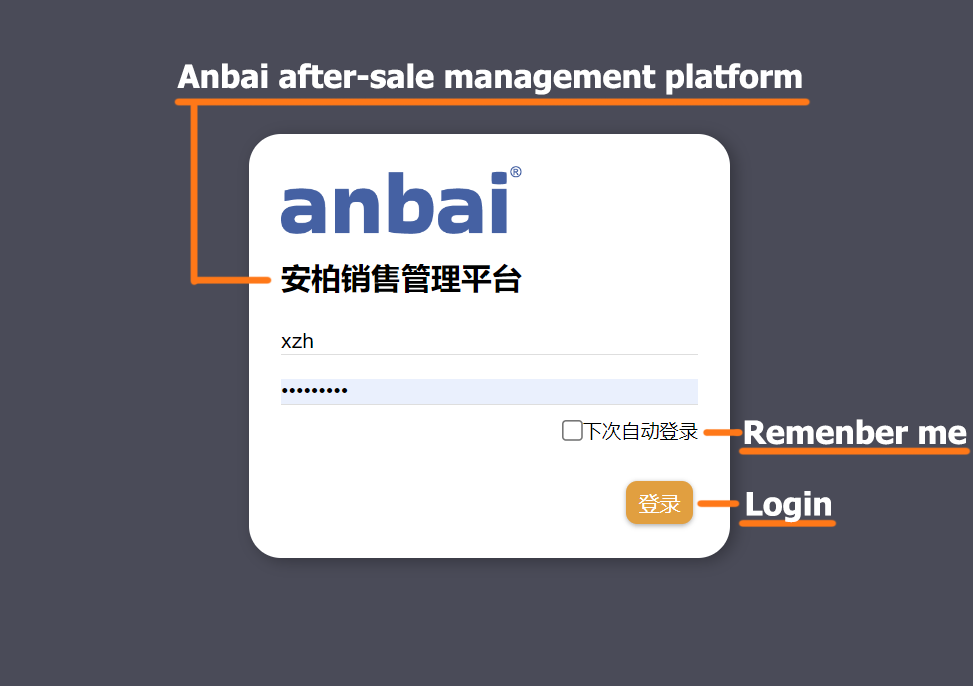 Anbai after-sale management platform
anbai®
安柏销售管理平台
xzh
•••••••••
下次自动登录
Remenber me
登录
Login